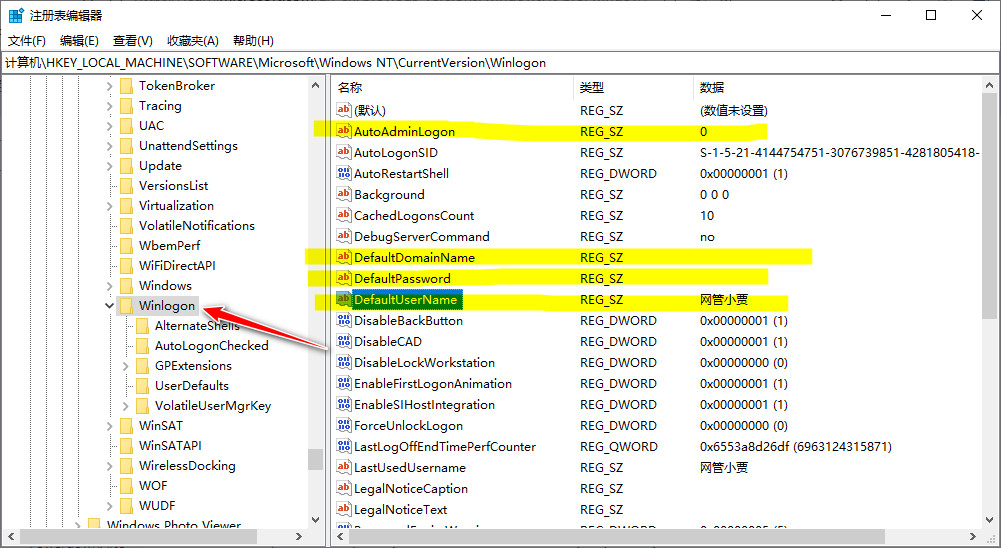 注册表编辑器
文件(F) 编辑(E) 查看(V) 收藏夹(A) 帮助(H)
计算机\HKEY_LOCAL_MACHINE\SOFTWARE\Microsoft\Windows NT\CurrentVersion\Winlogon
TokenBroker
Tracing
UAC
UnattendSettings
Update
VersionsList
Virtualization
VolatileNotifications
WbemPerf
WiFiDirectAPI
Windows
Winlogon
AlternateShells
AutoLogonChecked
GPExtensions
UserDefaults
VolatileUserMgrKey
WinSAT
WinSATAPI
WirelessDocking
WOF
WUDF
Windows Photo Viewer
名称 类型 数据
(默认) REG_SZ (数值未设置)
AutoAdminLogon REG_SZ 0
AutoLogonSID REG_SZ S-1-5-21-4144754751-3076739851-4281805418-
AutoRestartShell REG_DWORD 0x00000001 (1)
Background REG_SZ 0 0 0
CachedLogonsCount REG_SZ 10
DebugServerCommand REG_SZ no
DefaultDomainName REG_SZ
DefaultPassword REG_SZ
DefaultUserName REG_SZ 网管小贾
DisableBackButton REG_DWORD 0x00000001 (1)
DisableCAD REG_DWORD 0x00000001 (1)
DisableLockWorkstation REG_DWORD 0x00000000 (0)
EnableFirstLogonAnimation REG_DWORD 0x00000001 (1)
EnableSIHostIntegration REG_DWORD 0x00000001 (1)
ForceUnlockLogon REG_DWORD 0x00000000 (0)
LastLogOffEndTimePerfCounter REG_QWORD 0x6553a8d26df (6963124315871)
LastUsedUsername REG_SZ 网管小贾
LegalNoticeCaption REG_SZ
LegalNoticeText REG_SZ